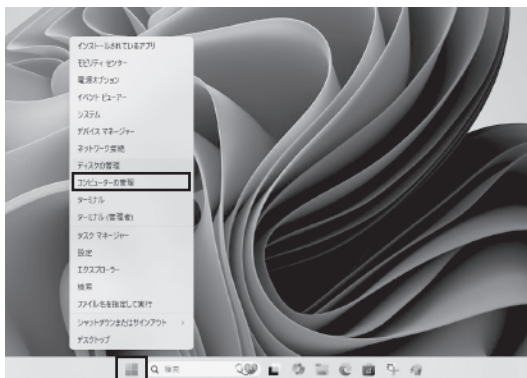 インストールされているアプリ
モビリティ センター
電源オプション
イベント ビューアー
システム
デバイス マネージャー
ネットワーク接続
ディスクの管理
コンピューターの管理
ターミナル
ターミナル (管理者)
タスク マネージャー
設定
エクスプローラー
検索
ファイル名を指定して実行
シャットダウンまたはサインアウト
デスクトップ
検索